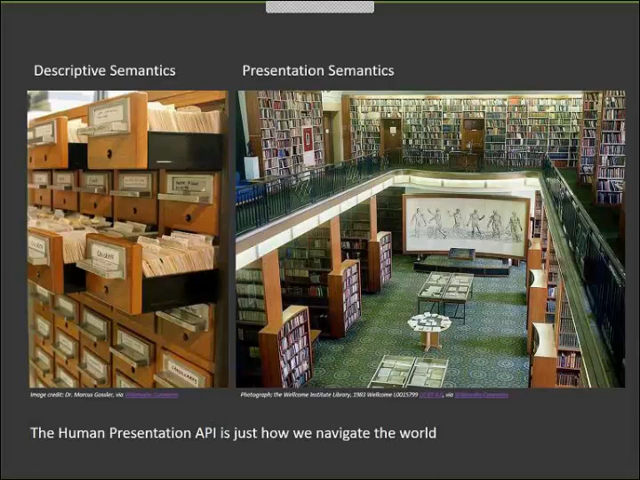 Descriptive Semantics
Presentation Semantics
Image credit: Dr. Marcus Gossler, via Wikimedia Commons
Photograph; the Wellcome Institute Library, 1983 Wellcome L0015799 CC BY 4.0, via Wikimedia Commons
The Human Presentation API is just how we navigate the world